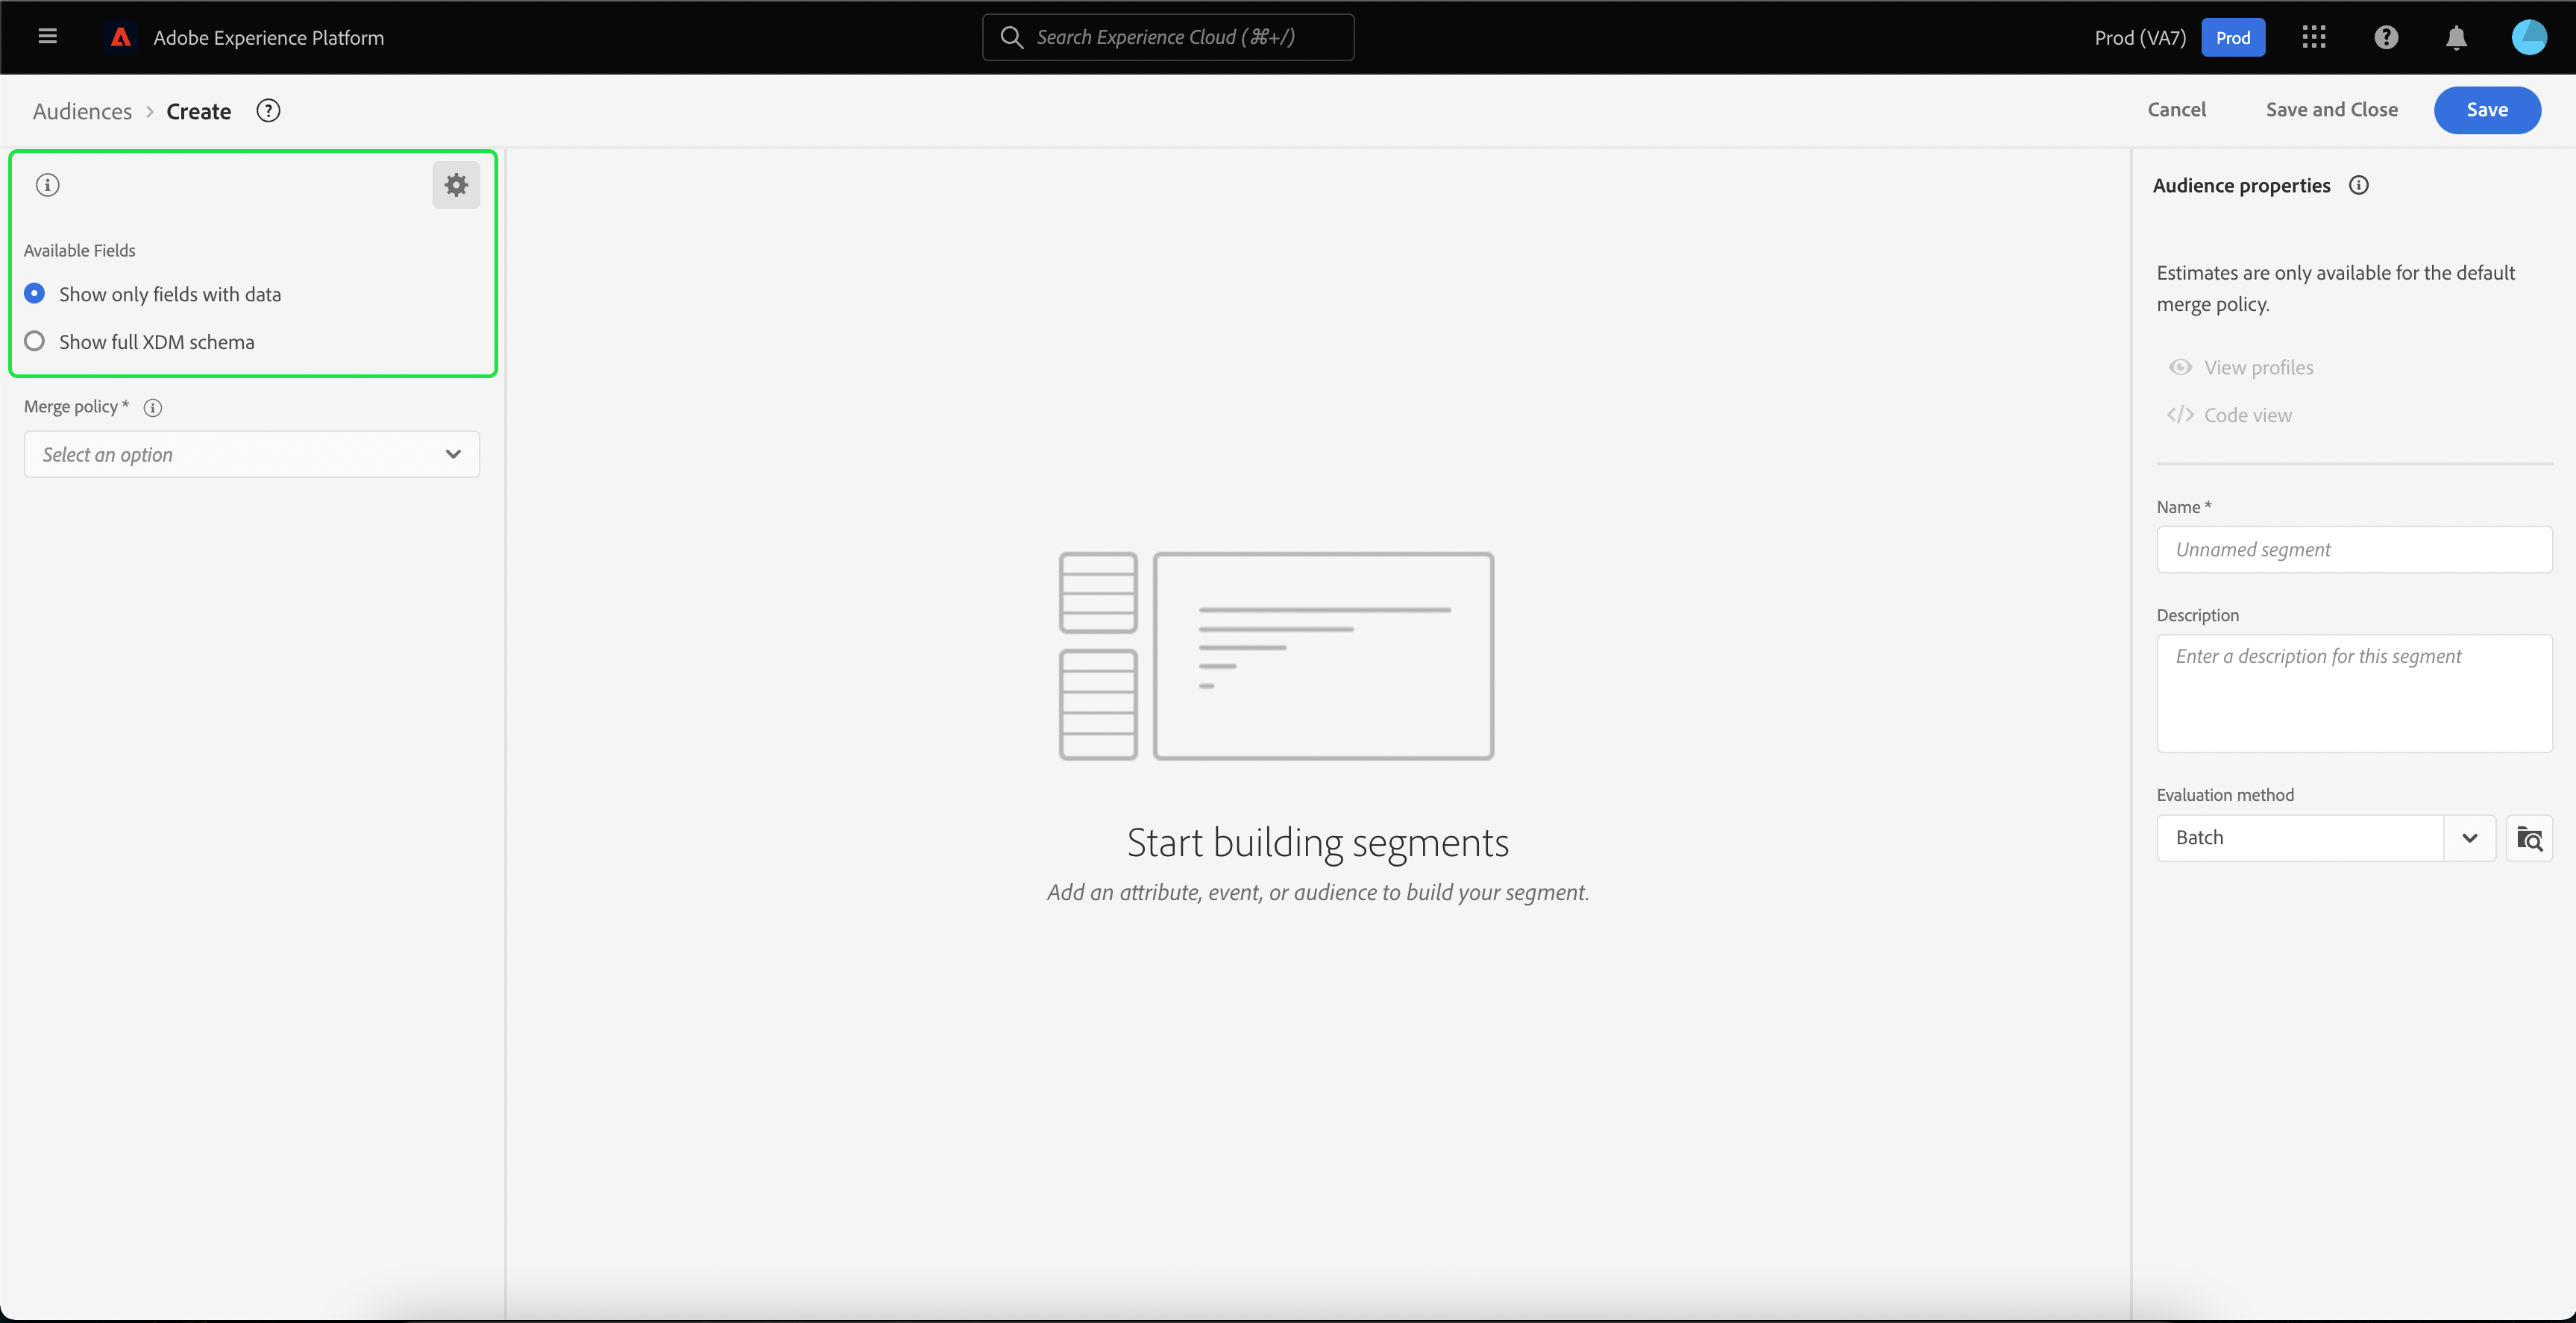 Adobe Experience Platform
Search Experience Cloud (⌘+/)
Prod (VA7)
Prod
Audiences > Create
Cancel
Save and Close
Save
Available Fields
Show only fields with data
Show full XDM schema
Merge policy *
Select an option
Start building segments
Add an attribute, event, or audience to build your segment.
Audience properties
Estimates are only available for the default
merge policy.
View profiles
</> Code view
Name *
Unnamed segment
Description
Enter a description for this segment
Evaluation method
Batch